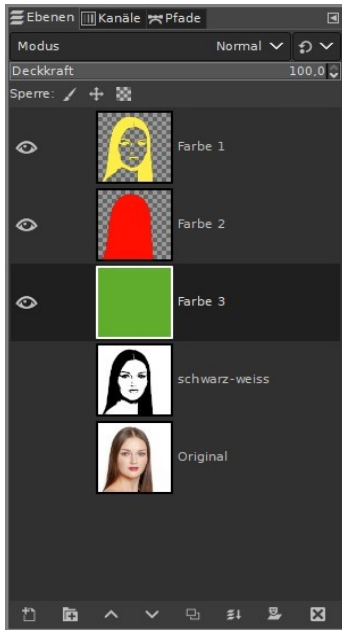 Ebenen Kanäle Pfade
Modus Normal
Deckkraft 100,0
Sperre:
Farbe 1
Farbe 2
Farbe 3
schwarz-weiss
Original